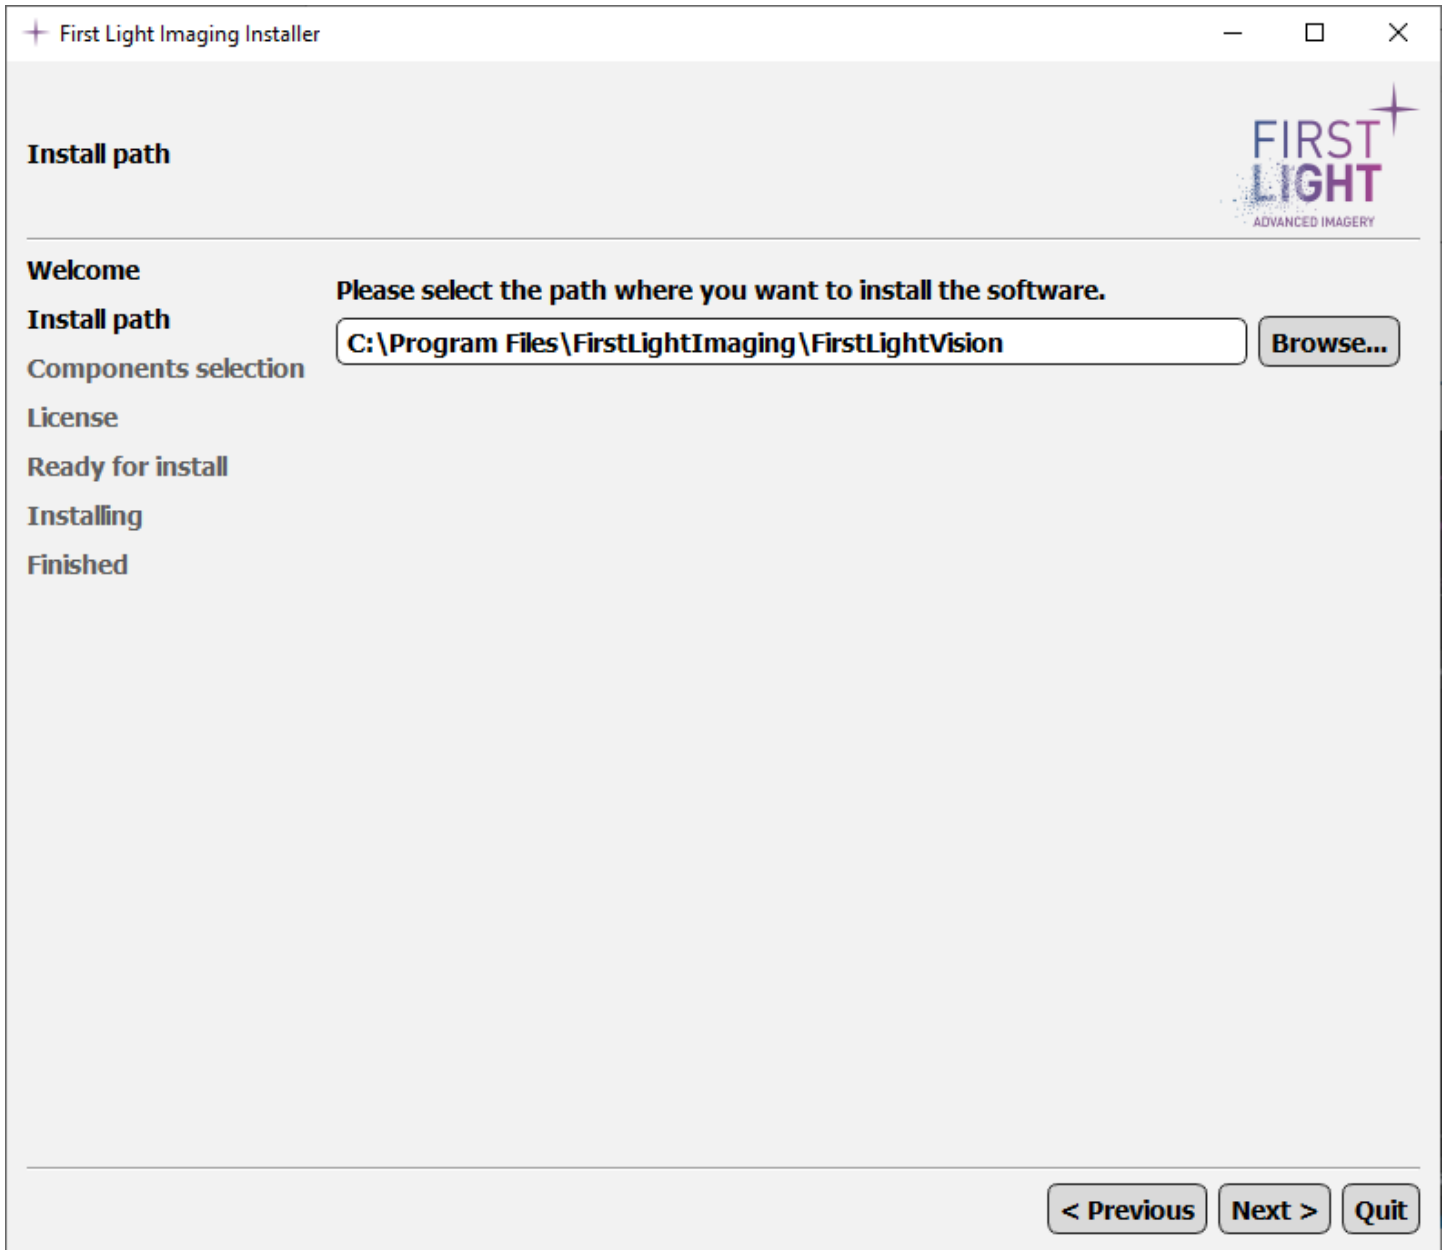 First Light Imaging Installer
Install path
FIRST
LIGHT
ADVANCED IMAGERY
Welcome
Install path
Components selection
License
Ready for install
Installing
Finished
Please select the path where you want to install the software.
C:\Program Files\FirstLightImaging\FirstLightVision
Browse...
< Previous
Next >
Quit